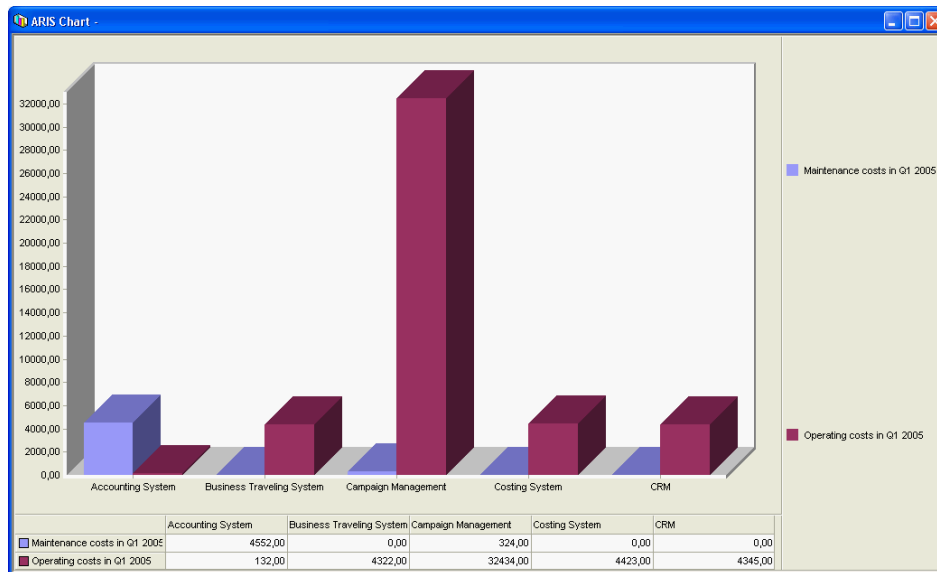 ARIS Chart -
32000,00
30000,00
28000,00
26000,00
24000,00
22000,00
20000,00
18000,00
16000,00
14000,00
12000,00
10000,00
8000,00
6000,00
4000,00
2000,00
0,00
Accounting System Business Traveling System Campaign Management Costing System CRM
Maintenance costs in Q1 2005
Operating costs in Q1 2005
Accounting System Business Traveling System Campaign Management Costing System CRM
Maintenance costs in Q1 2005 4552,00 0,00 324,00 0,00 0,00
Operating costs in Q1 2005 132,00 4322,00 32434,00 4423,00 4345,00